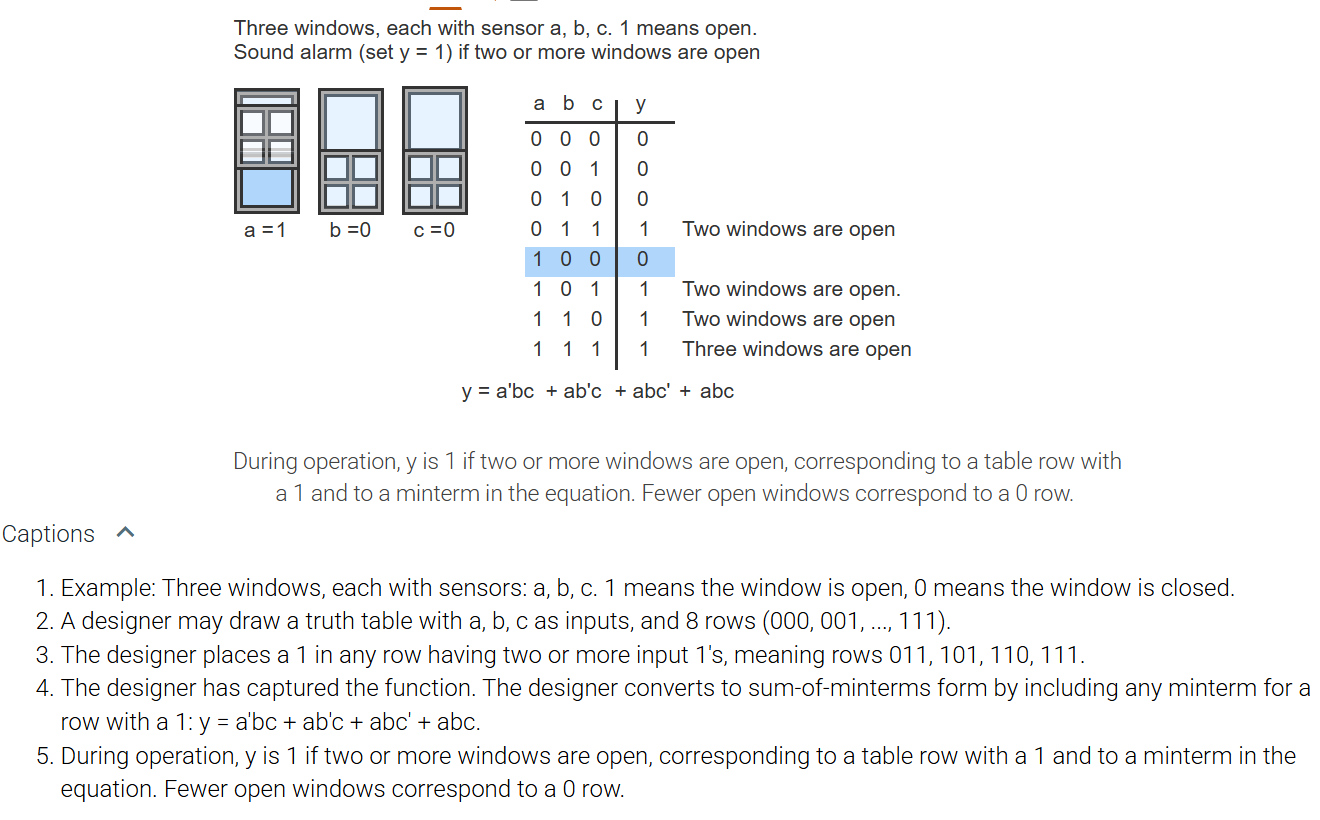 Three windows, each with sensor a, b, c. 1 means open.
Sound alarm (set y = 1) if two or more windows are open
a b c y
0 0 0 0
0 0 1 0
0 1 0 0
a =1 b =0 c =0 0 1 1 1 Two windows are open
1 0 0 0
1 0 1 1 Two windows are open.
1 1 0 1 Two windows are open
1 1 1 1 Three windows are open
y = a'bc + ab'c + abc' + abc
During operation, y is 1 if two or more windows are open, corresponding to a table row with
a 1 and to a minterm in the equation. Fewer open windows correspond to a 0 row.
Captions
1. Example: Three windows, each with sensors: a, b, c. 1 means the window is open, 0 means the window is closed.
2. A designer may draw a truth table with a, b, c as inputs, and 8 rows (000, 001, ..., 111).
3. The designer places a 1 in any row having two or more input 1's, meaning rows 011, 101, 110, 111.
4. The designer has captured the function. The designer converts to sum-of-minterms form by including any minterm for a
row with a 1: y = a'bc + ab'c + abc' + abc.
5. During operation, y is 1 if two or more windows are open, corresponding to a table row with a 1 and to a minterm in the
equation. Fewer open windows correspond to a 0 row.